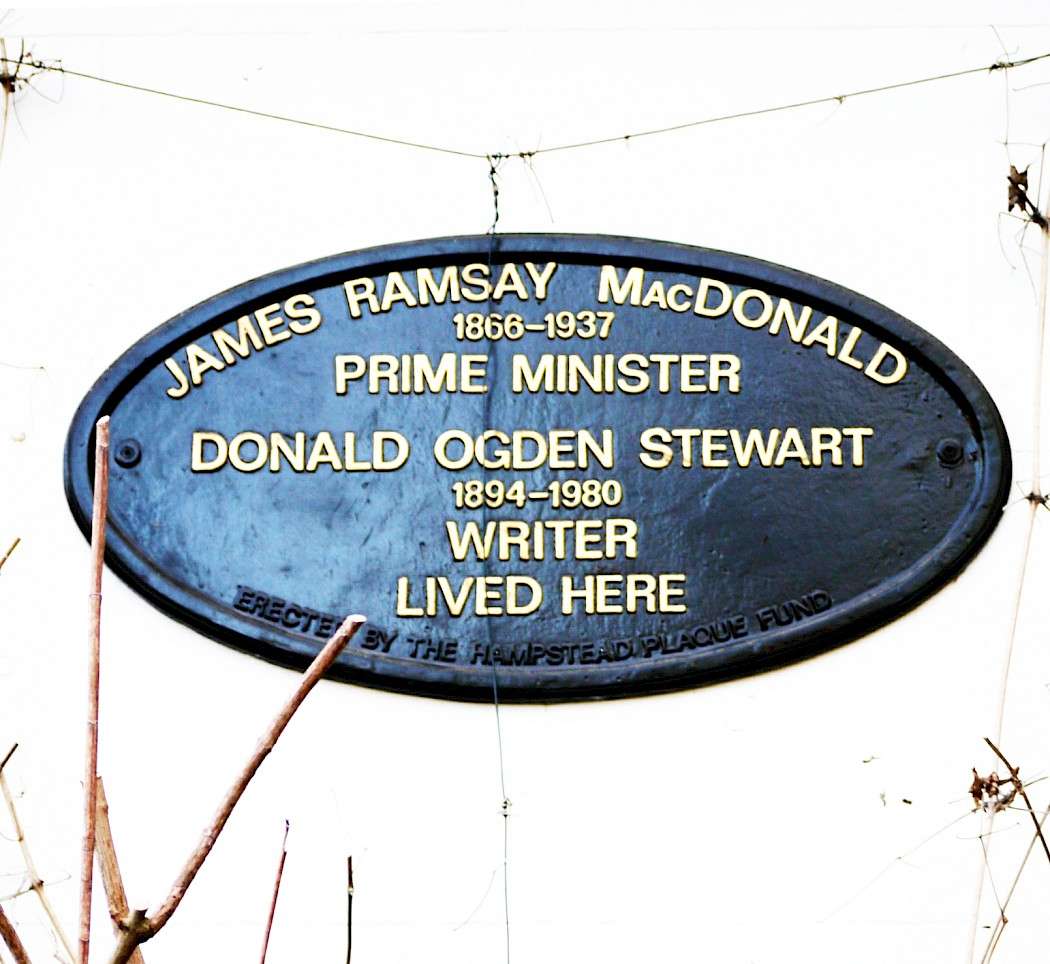 JAMES RAMSAY MACDONALD
1866–1937
PRIME MINISTER
DONALD OGDEN STEWART
1894–1980
WRITER
LIVED HERE
ERECTED BY THE HAMPSTEAD PLAQUE FUND